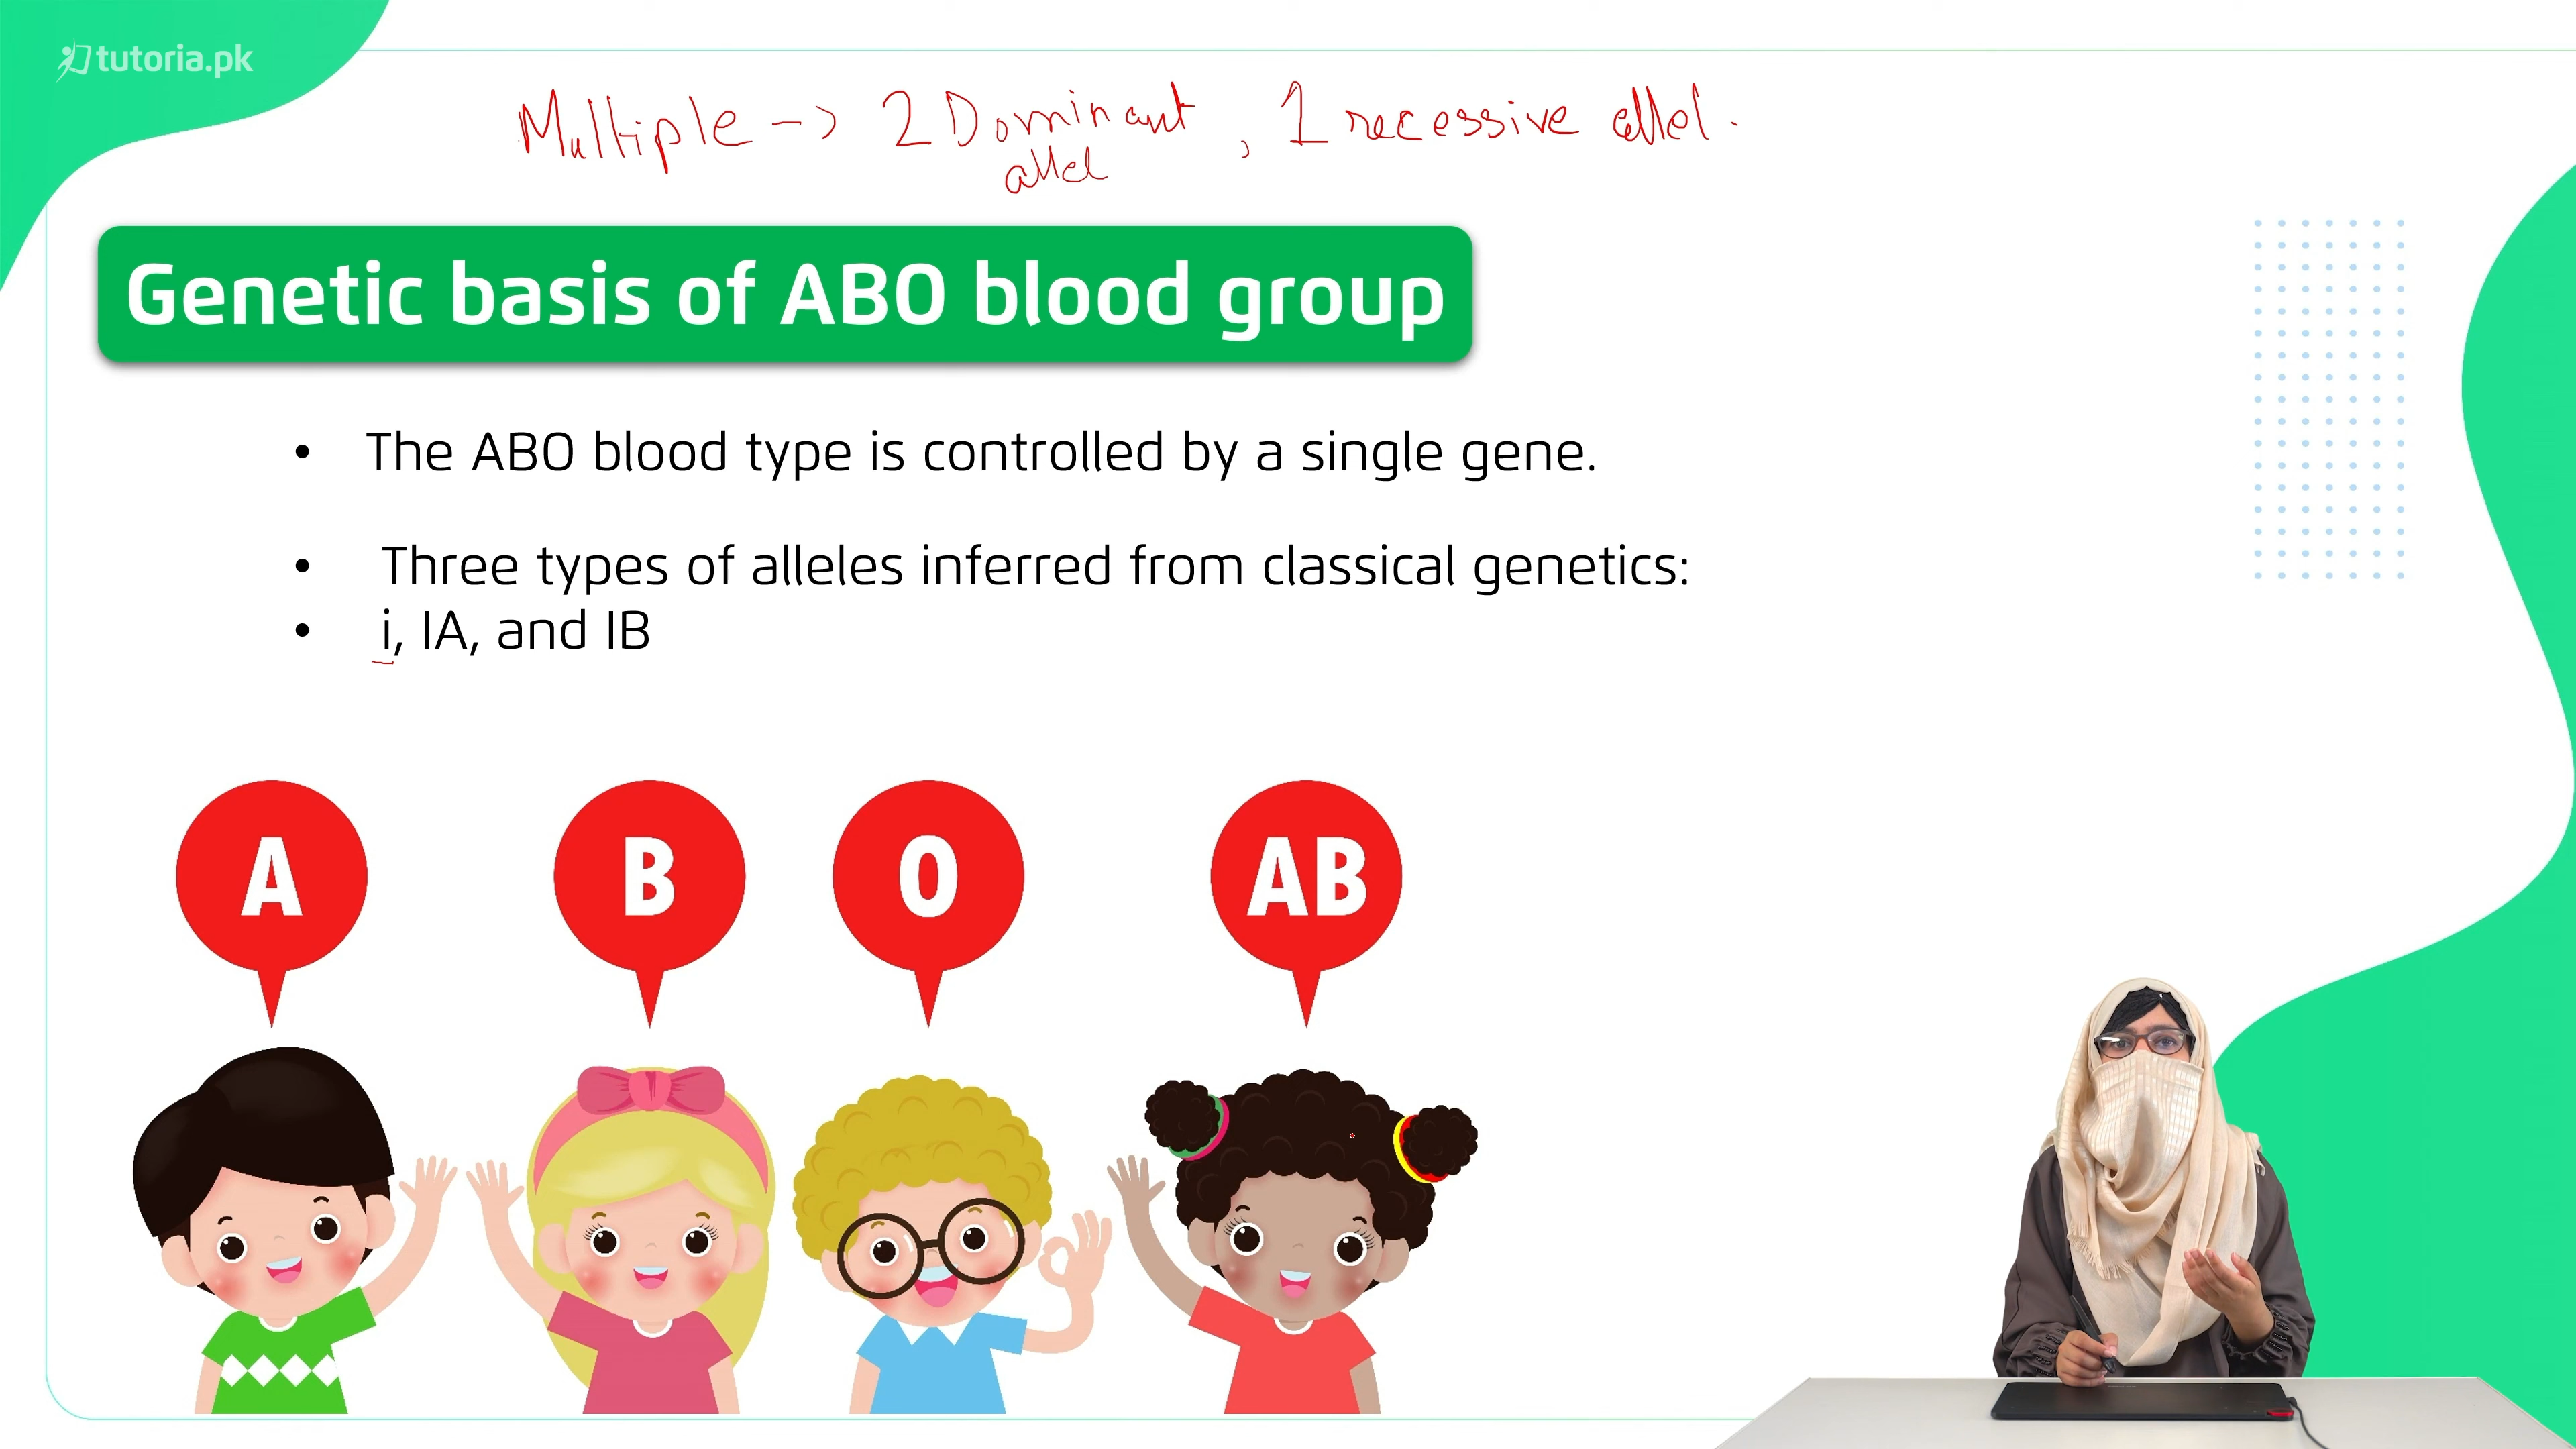 tutoria.pk
Multiple -> 2 Dominant, 1 recessive allel.
allel
Genetic basis of ABO blood group
• The ABO blood type is controlled by a single gene.
• Three types of alleles inferred from classical genetics:
• i, IA, and IB
A B O AB